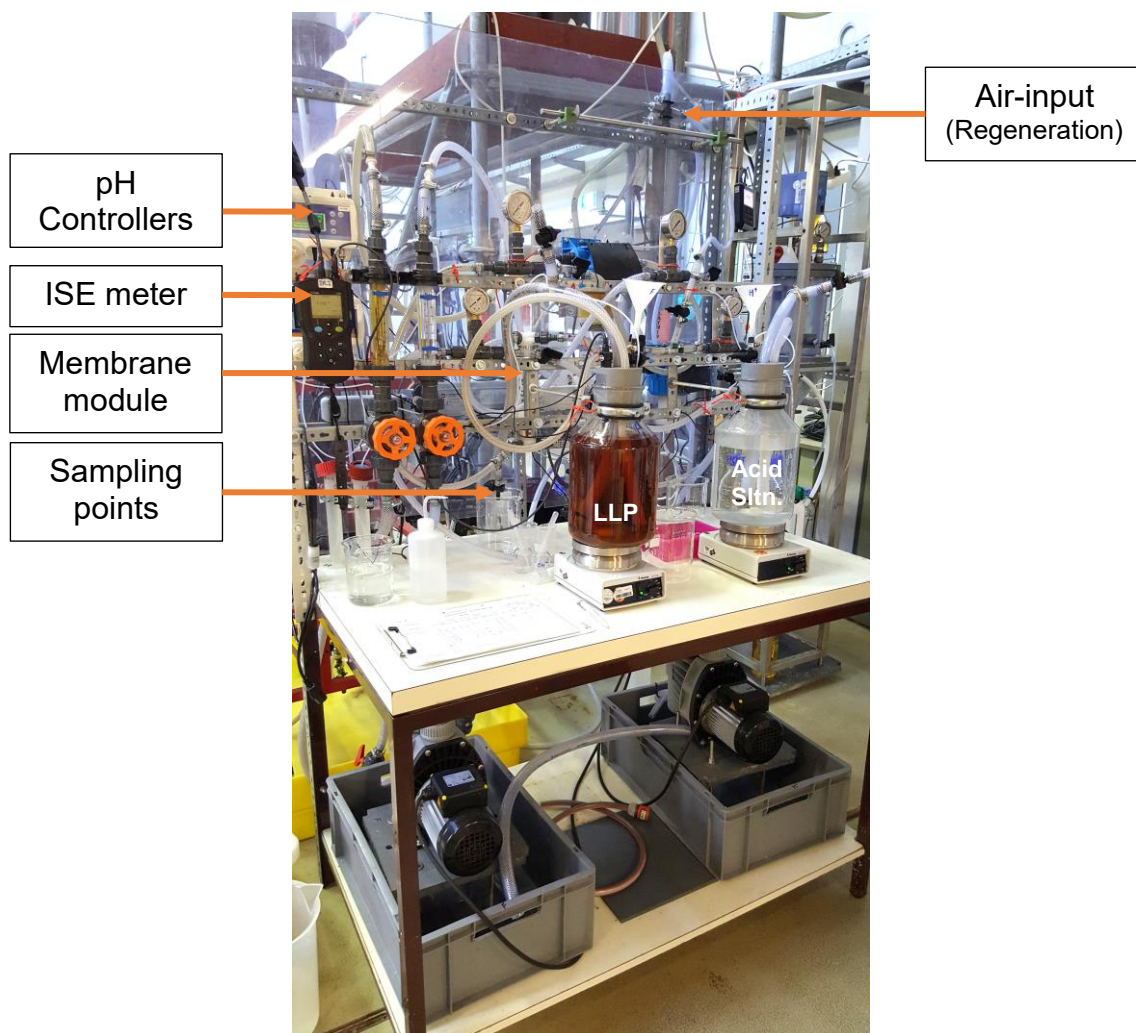 Air-input
(Regeneration)
pH
Controllers
ISE meter
Membrane
module
Sampling
points
LLP
Acid
Sltn.